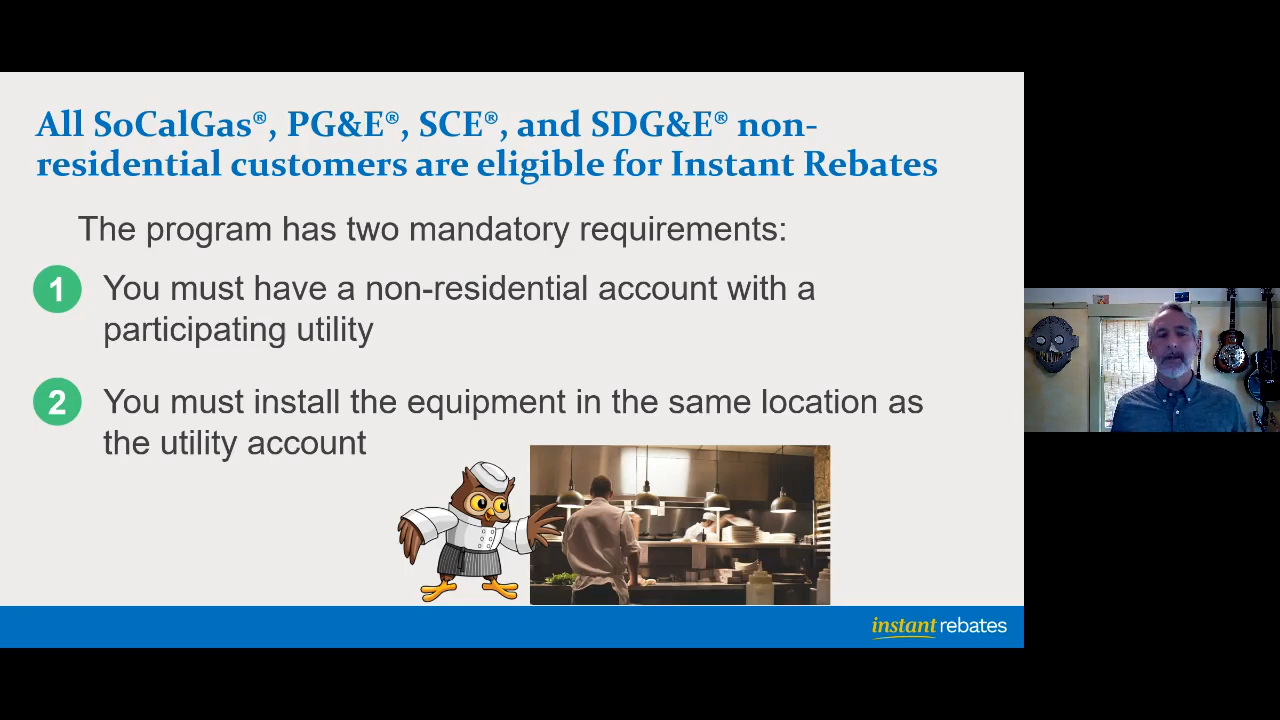 All SoCalGas®, PG&E®, SCE®, and SDG&E® non-
residential customers are eligible for Instant Rebates
The program has two mandatory requirements:
1 You must have a non-residential account with a
participating utility
2 You must install the equipment in the same location as
the utility account
instant rebates